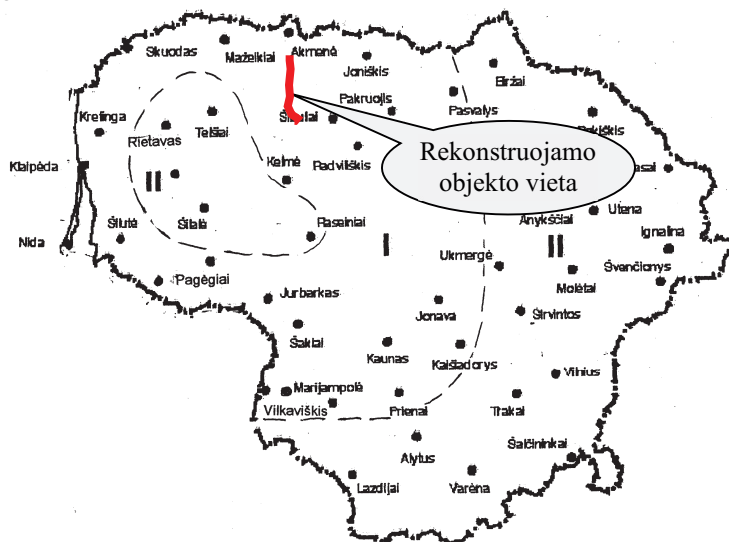 Skuodas
Mažeikiai
Akmenė
Joniškis
Biržai
Pakruojis
Pasvalys
Kretinga
Rietavas
Telšiai
Klaipėda
Kelmė
Radviliškis
Rekonstruojamo
objekto vieta
II
Šilutė
Šilalė
Raseiniai
Anykščiai
Utena
Nida
I
II
Ignalina
Ukmergė
Pagėgiai
Molėtai
Švenčionys
Jurbarkas
Jonava
Širvintos
Šakiai
Kaunas
Kaišiadorys
Vilnius
Marijampolė
Vilkaviškis
Prienai
Trakai
Alytus
Šalčininkai
Lazdijai
Varėna